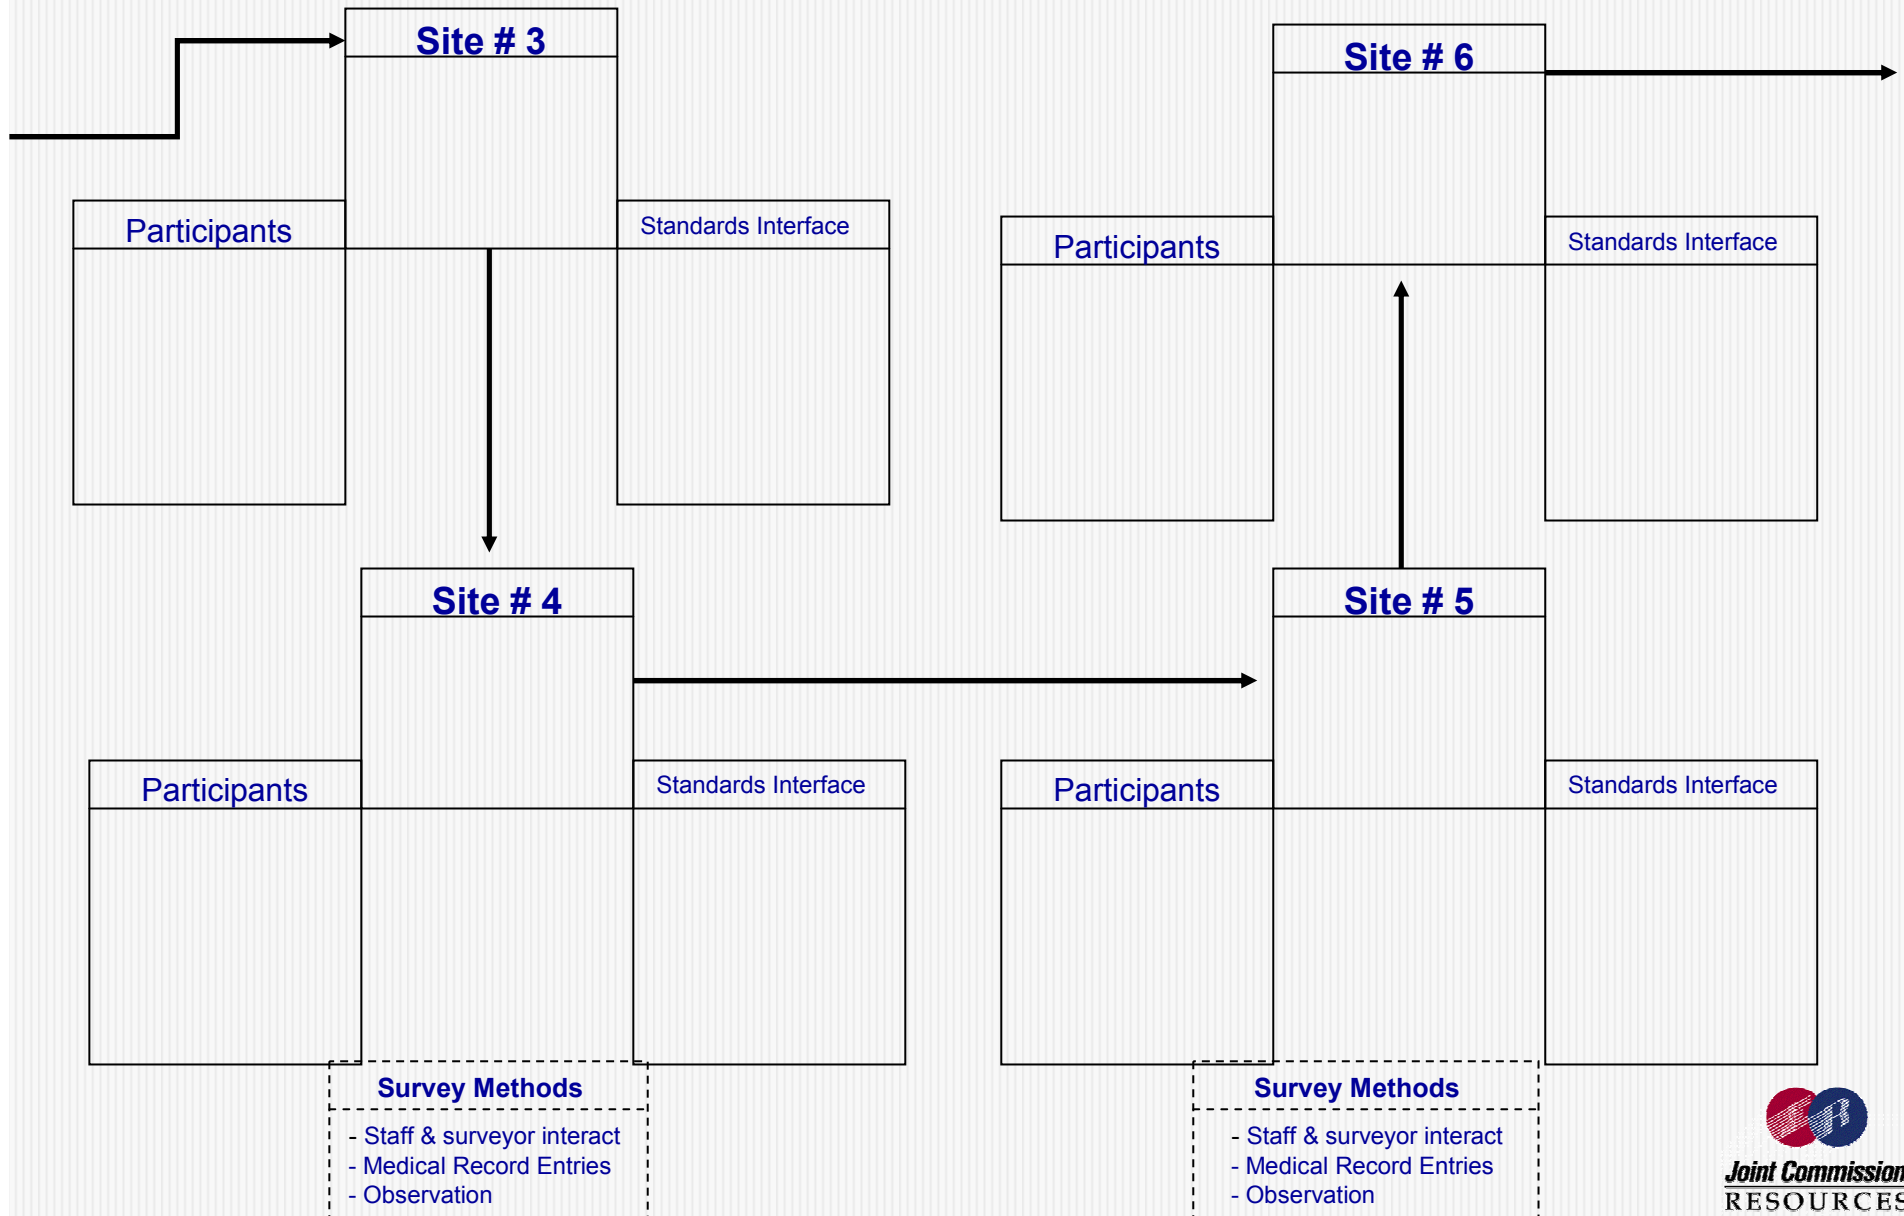 Site # 3
Participants
Standards Interface
Site # 6
Participants
Standards Interface
Site # 4
Participants
Standards Interface
Survey Methods
- Staff & surveyor interact
- Medical Record Entries
- Observation
Site # 5
Participants
Standards Interface
Survey Methods
- Staff & surveyor interact
- Medical Record Entries
- Observation
Joint Commission
RESOURCES